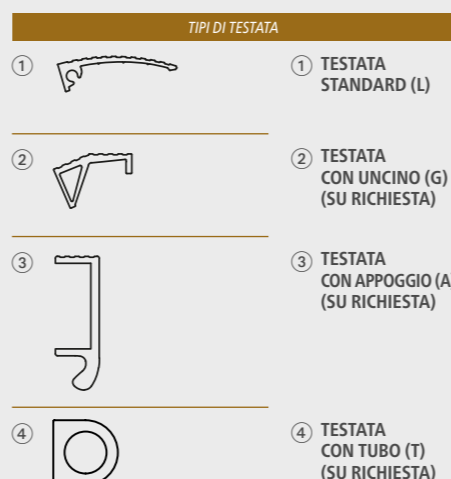 TIPI DI TESTATA
1
1 TESTATA
STANDARD (L)
2
2 TESTATA
CON UNCINO (G)
(SU RICHIESTA)
3
3 TESTATA
CON APPOGGIO (A
(SU RICHIESTA)
4
4 TESTATA
CON TUBO (T)
(SU RICHIESTA)